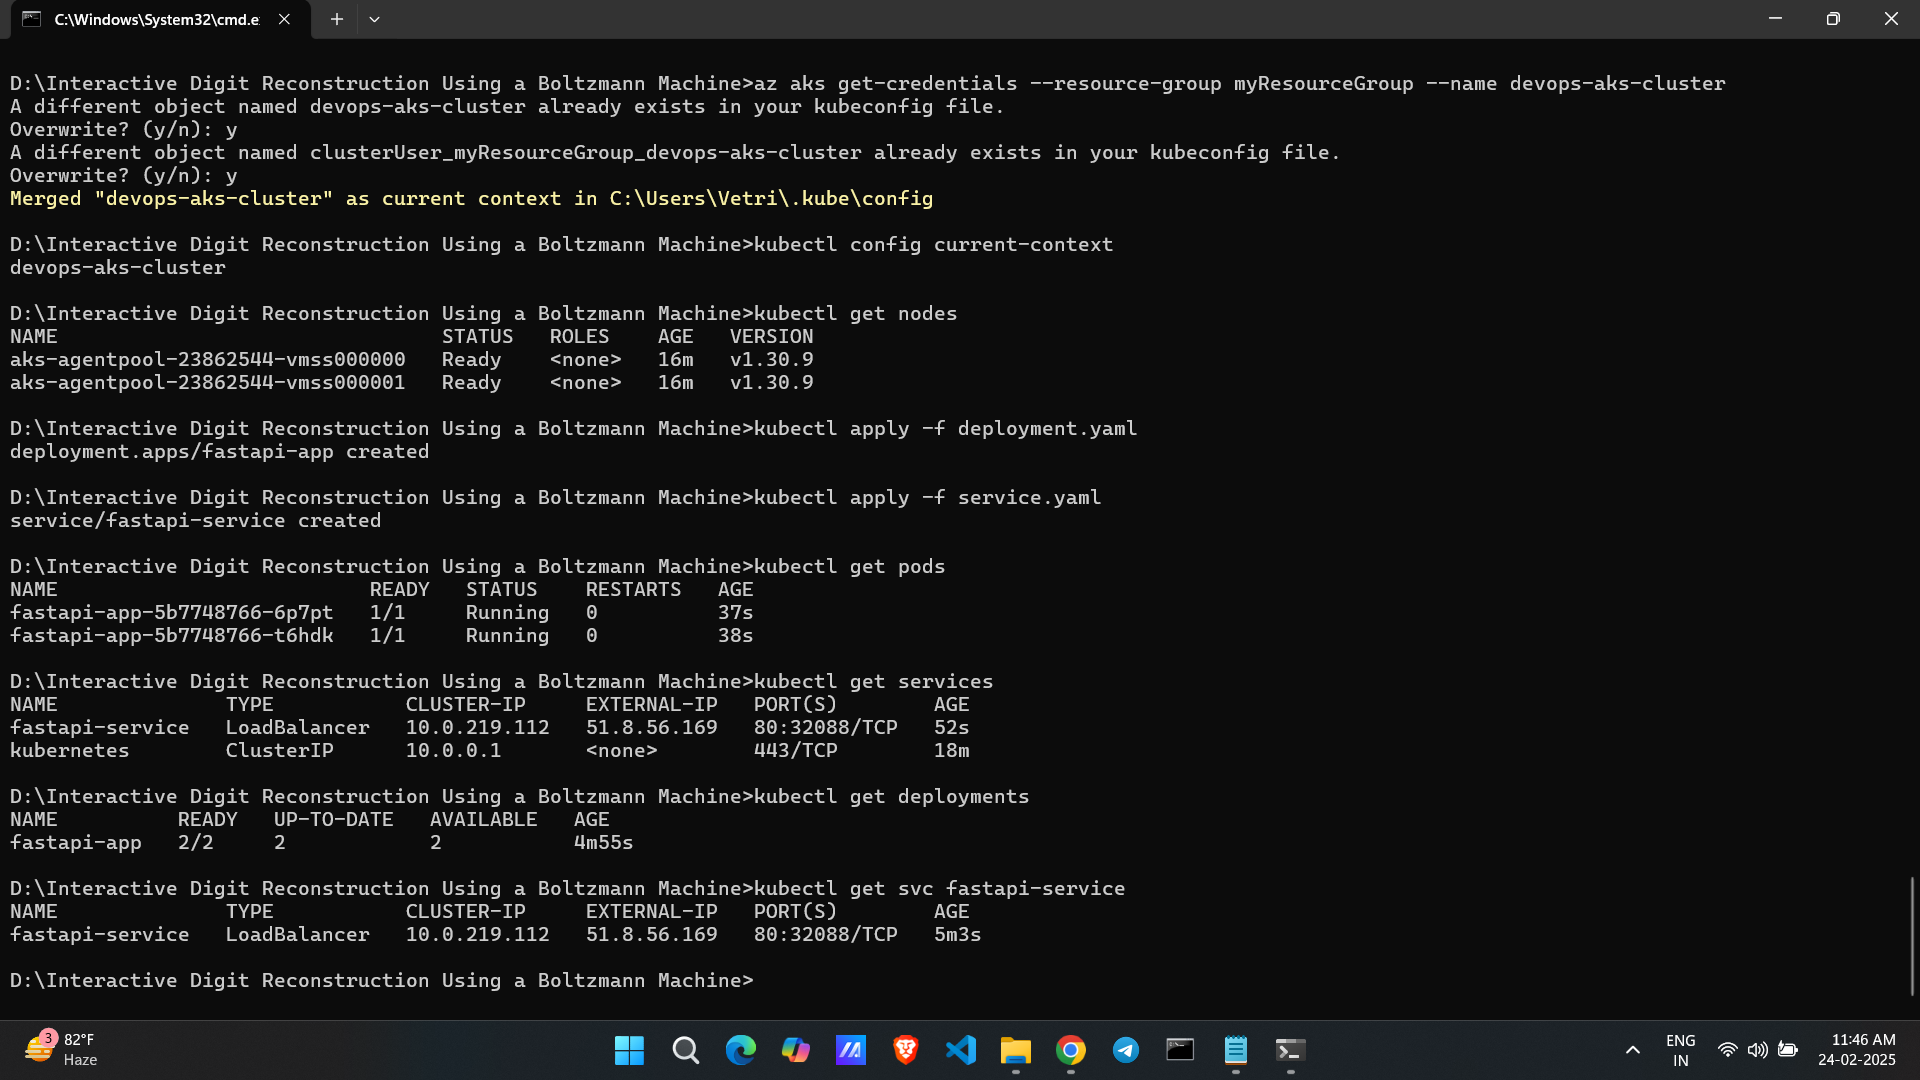 C:\Windows\System32\cmd.e
D:\Interactive Digit Reconstruction Using a Boltzmann Machine>az aks get-credentials --resource-group myResourceGroup --name devops-aks-cluster
A different object named devops-aks-cluster already exists in your kubeconfig file.
Overwrite? (y/n): y
A different object named clusterUser_myResourceGroup_devops-aks-cluster already exists in your kubeconfig file.
Overwrite? (y/n): y
Merged "devops-aks-cluster" as current context in C:\Users\Vetri\.kube\config
D:\Interactive Digit Reconstruction Using a Boltzmann Machine>kubectl config current-context
devops-aks-cluster
D:\Interactive Digit Reconstruction Using a Boltzmann Machine>kubectl get nodes
NAME STATUS ROLES AGE VERSION
aks-agentpool-23862544-vmss000000 Ready <none> 16m v1.30.9
aks-agentpool-23862544-vmss000001 Ready <none> 16m v1.30.9
D:\Interactive Digit Reconstruction Using a Boltzmann Machine>kubectl apply -f deployment.yaml
deployment.apps/fastapi-app created
D:\Interactive Digit Reconstruction Using a Boltzmann Machine>kubectl apply -f service.yaml
service/fastapi-service created
D:\Interactive Digit Reconstruction Using a Boltzmann Machine>kubectl get pods
NAME READY STATUS RESTARTS AGE
fastapi-app-5b7748766-6p7pt 1/1 Running 0 37s
fastapi-app-5b7748766-t6hdk 1/1 Running 0 38s
D:\Interactive Digit Reconstruction Using a Boltzmann Machine>kubectl get services
NAME TYPE CLUSTER-IP EXTERNAL-IP PORT(S) AGE
fastapi-service LoadBalancer 10.0.219.112 51.8.56.169 80:32088/TCP 52s
kubernetes ClusterIP 10.0.0.1 <none> 443/TCP 18m
D:\Interactive Digit Reconstruction Using a Boltzmann Machine>kubectl get deployments
NAME READY UP-TO-DATE AVAILABLE AGE
fastapi-app 2/2 2 2 4m55s
D:\Interactive Digit Reconstruction Using a Boltzmann Machine>kubectl get svc fastapi-service
NAME TYPE CLUSTER-IP EXTERNAL-IP PORT(S) AGE
fastapi-service LoadBalancer 10.0.219.112 51.8.56.169 80:32088/TCP 5m3s
D:\Interactive Digit Reconstruction Using a Boltzmann Machine>
3 82°F
Haze
ENG
IN
11:46 AM
24-02-2025